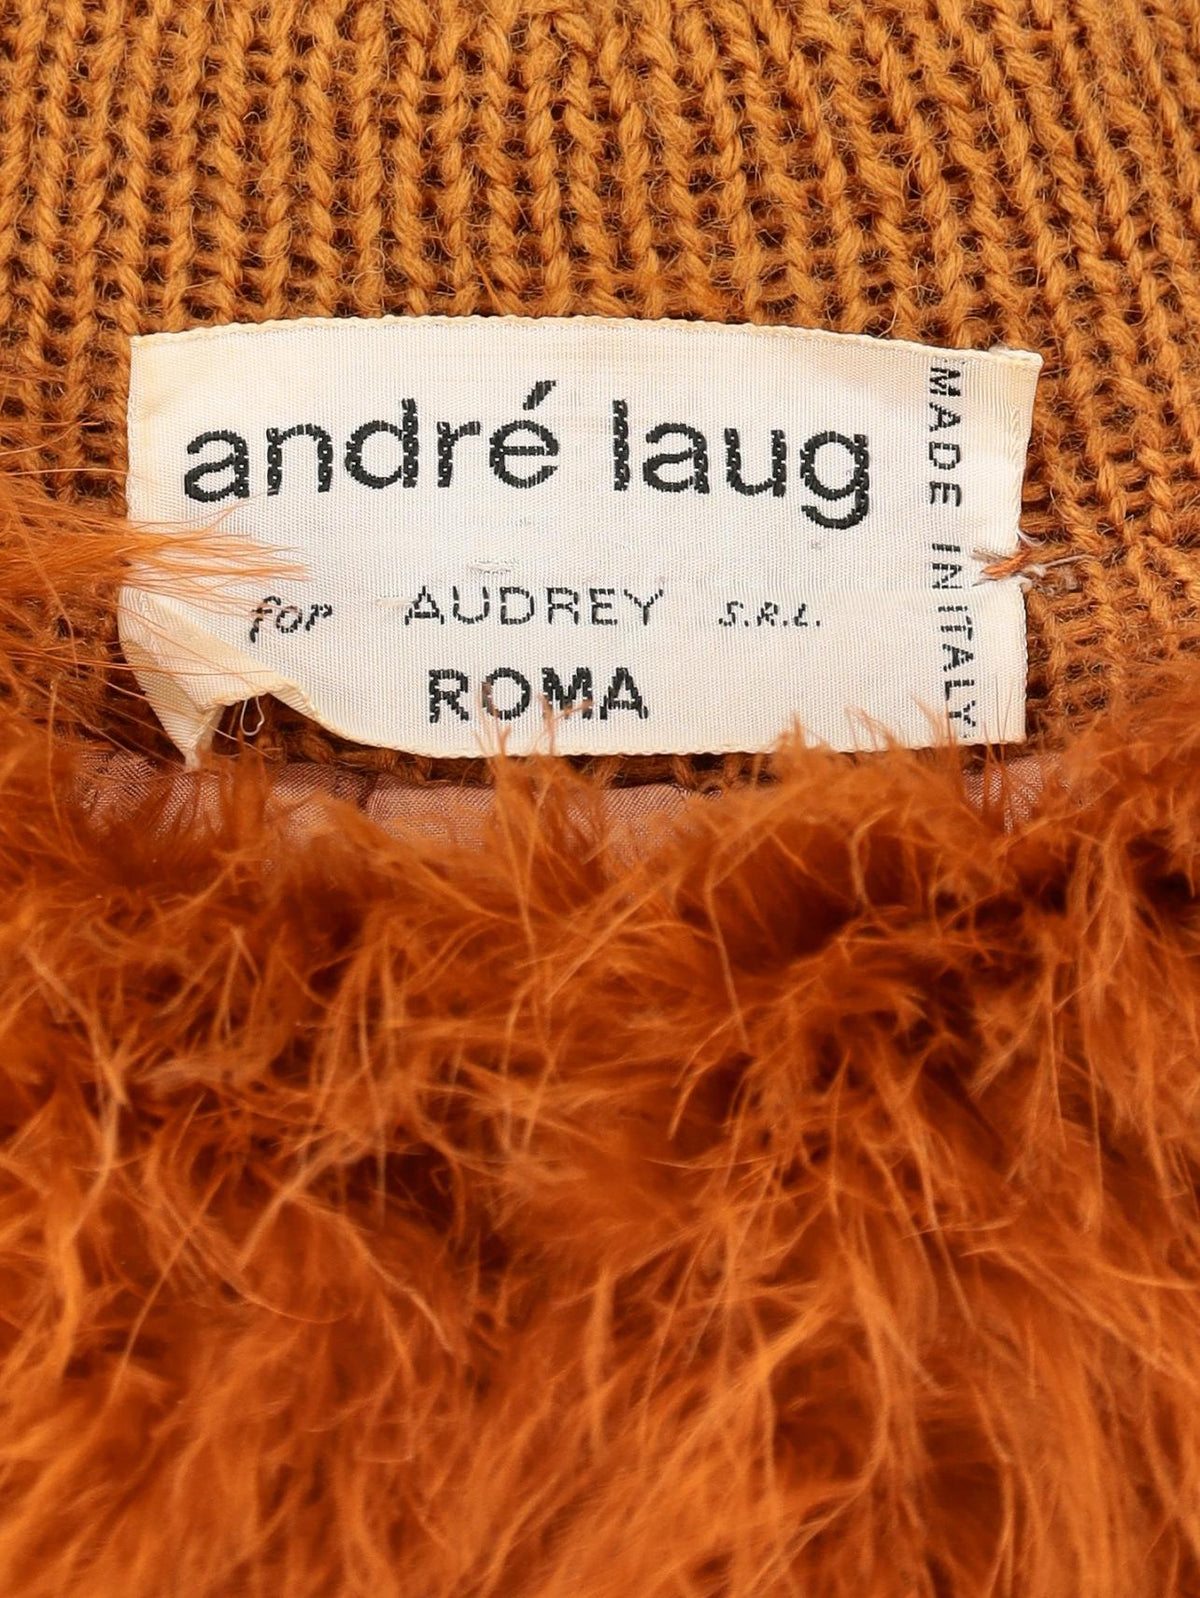 andré laug
for AUDREY S.R.L.
ROMA
MADE IN ITALY